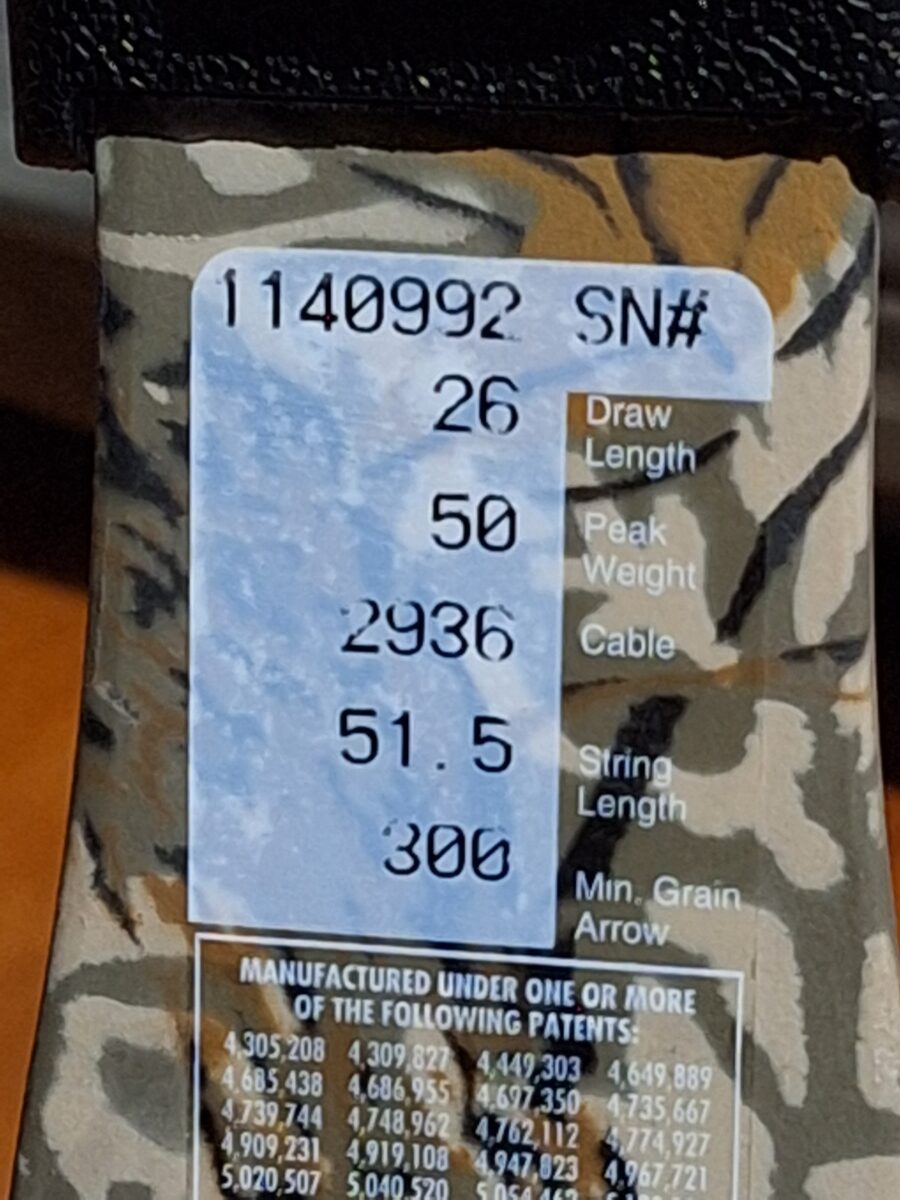 1140992 SN#
26 Draw Length
50 Peak Weight
2936 Cable
51.5 String Length
300 Min. Grain Arrow
MANUFACTURED UNDER ONE OR MORE
OF THE FOLLOWING PATENTS:
4,305,208 4,309,827 4,449,303 4,649,889
4,685,438 4,686,955 4,697,350 4,735,667
4,739,744 4,748,962 4,762,112 4,774,927
4,909,231 4,919,108 4,947,823 4,967,721
5,020,507 5,040,520